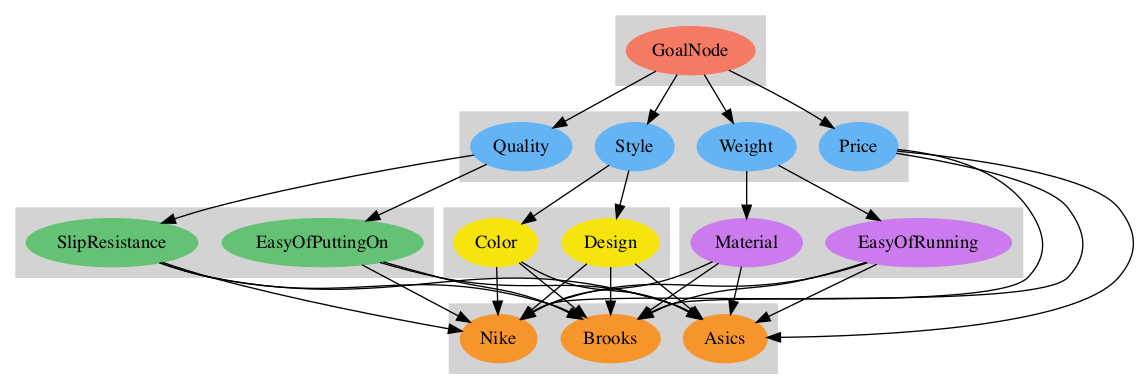 GoalNode
Quality Style Weight Price
SlipResistance EasyOfPuttingOn Color Design Material EasyOfRunning
Nike Brooks Asics